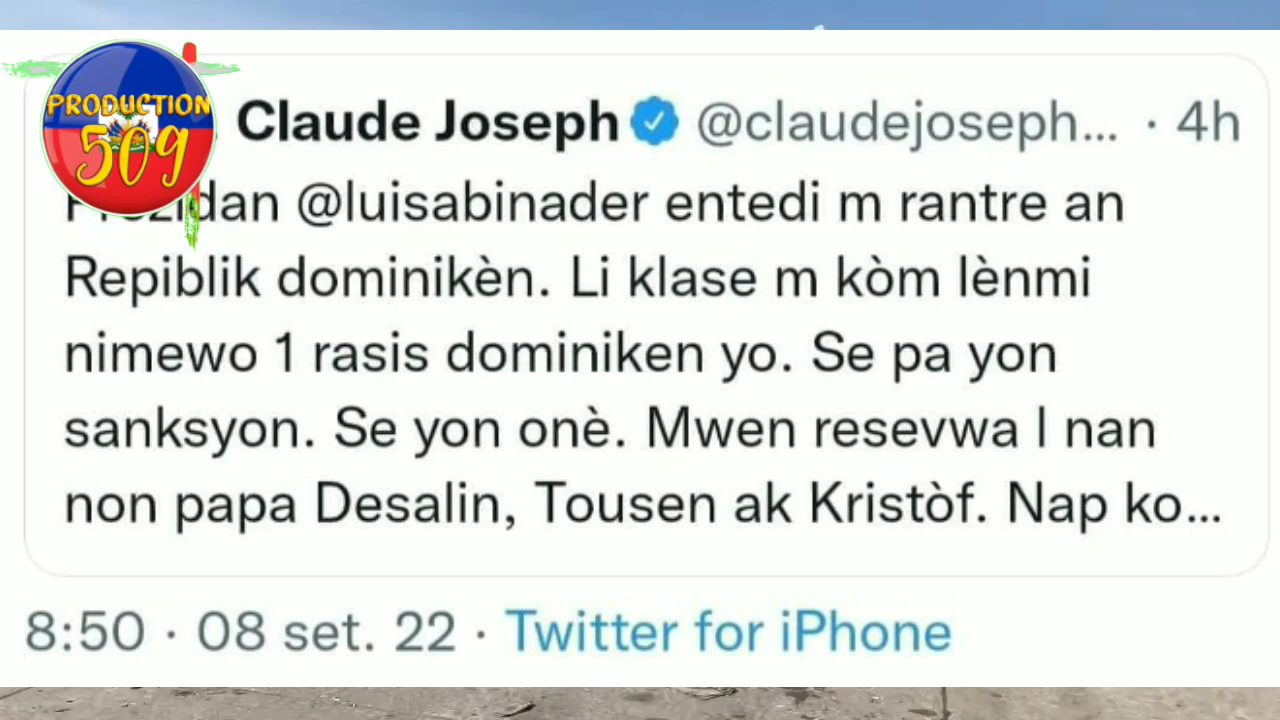 PRODUCTION
509
Claude Joseph @claudejoseph... · 4h
@luisabinader entedi m rantre an
Repiblik dominikèn. Li klase m kòm lènmi
nimewo 1 rasis dominiken yo. Se pa yon
sanksyon. Se yon onè. Mwen resevwa l nan
non papa Desalin, Tousen ak Kristòf. Nap ko...
8:50 · 08 set. 22 · Twitter for iPhone